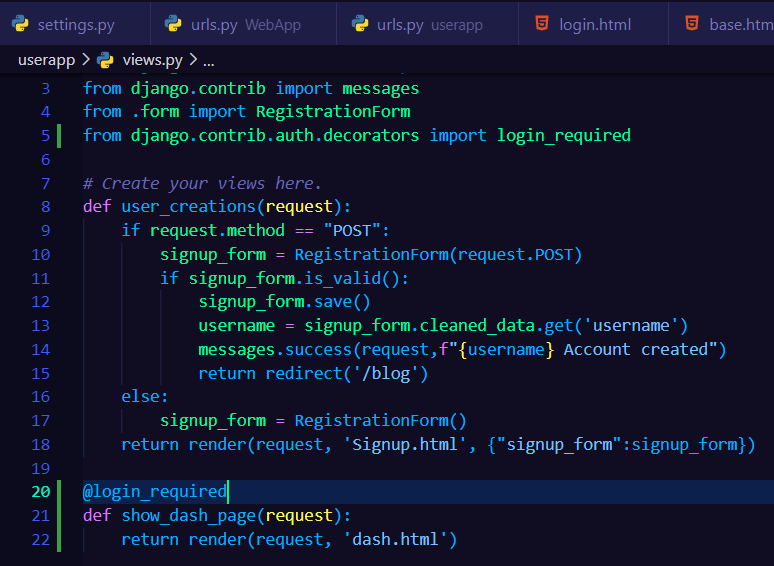 settings.py urls.py WebApp urls.py userapp login.html base.htm
userapp > views.py > ...
3 from django.contrib import messages
4 from .form import RegistrationForm
5 from django.contrib.auth.decorators import login_required
6
7 # Create your views here.
8 def user_creations(request):
9     if request.method == "POST":
10         signup_form = RegistrationForm(request.POST)
11         if signup_form.is_valid():
12             signup_form.save()
13             username = signup_form.cleaned_data.get('username')
14             messages.success(request,f"{username} Account created")
15             return redirect('/blog')
16     else:
17         signup_form = RegistrationForm()
18     return render(request, 'Signup.html', {"signup_form":signup_form})
19
20 @login_required
21 def show_dash_page(request):
22     return render(request, 'dash.html')